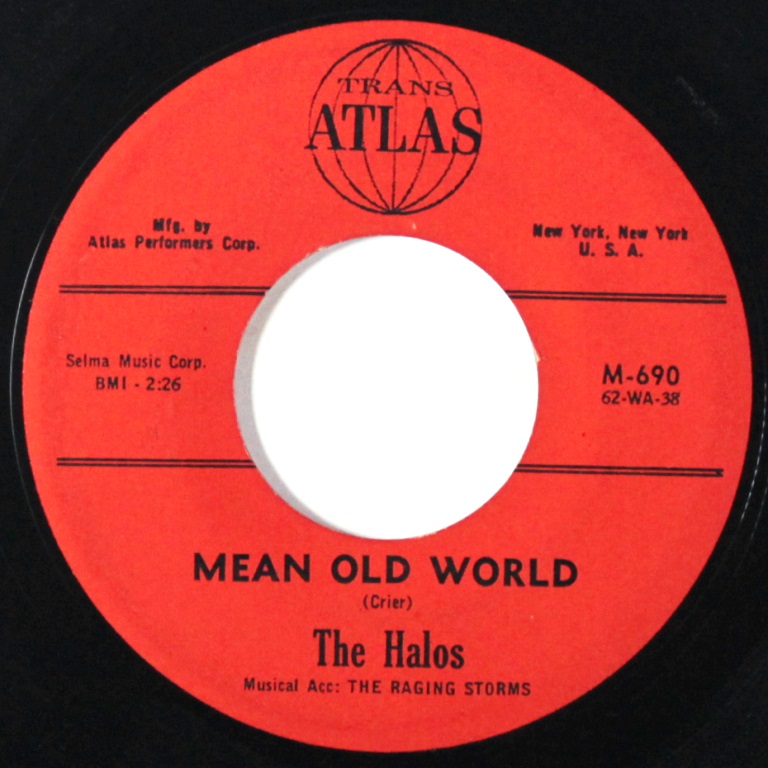 TRANS
ATLAS
Mfg. by
Atlas Performers Corp.
New York, New York
U. S. A.
Selma Music Corp.
BMI - 2:26
M-690
62-WA-38
MEAN OLD WORLD
(Crier)
The Halos
Musical Acc: THE RAGING STORMS